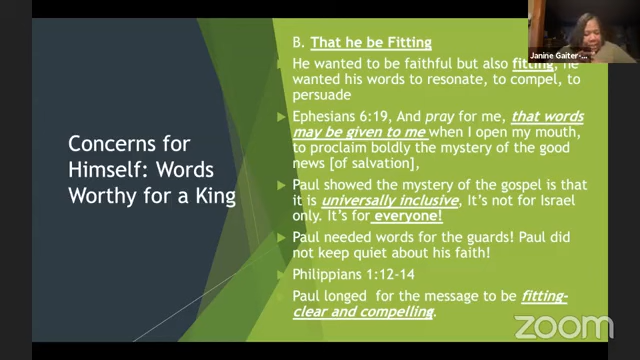 Janine Gaiter-
Concerns for
Himself: Words
Worthy for a King
B. That he be Fitting
He wanted to be faithful but also fitting, he
wanted his words to resonate, to compel, to
persuade
Ephesians 6:19, And pray for me, that words
may be given to me when I open my mouth,
to proclaim boldly the mystery of the good
news [of salvation],
Paul showed the mystery of the gospel is that
it is universally inclusive, It’s not for Israel
only. It’s for everyone!
Paul needed words for the guards! Paul did
not keep quiet about his faith!
Philippians 1:12-14
Paul longed for the message to be fitting-
clear and compelling.
zoom